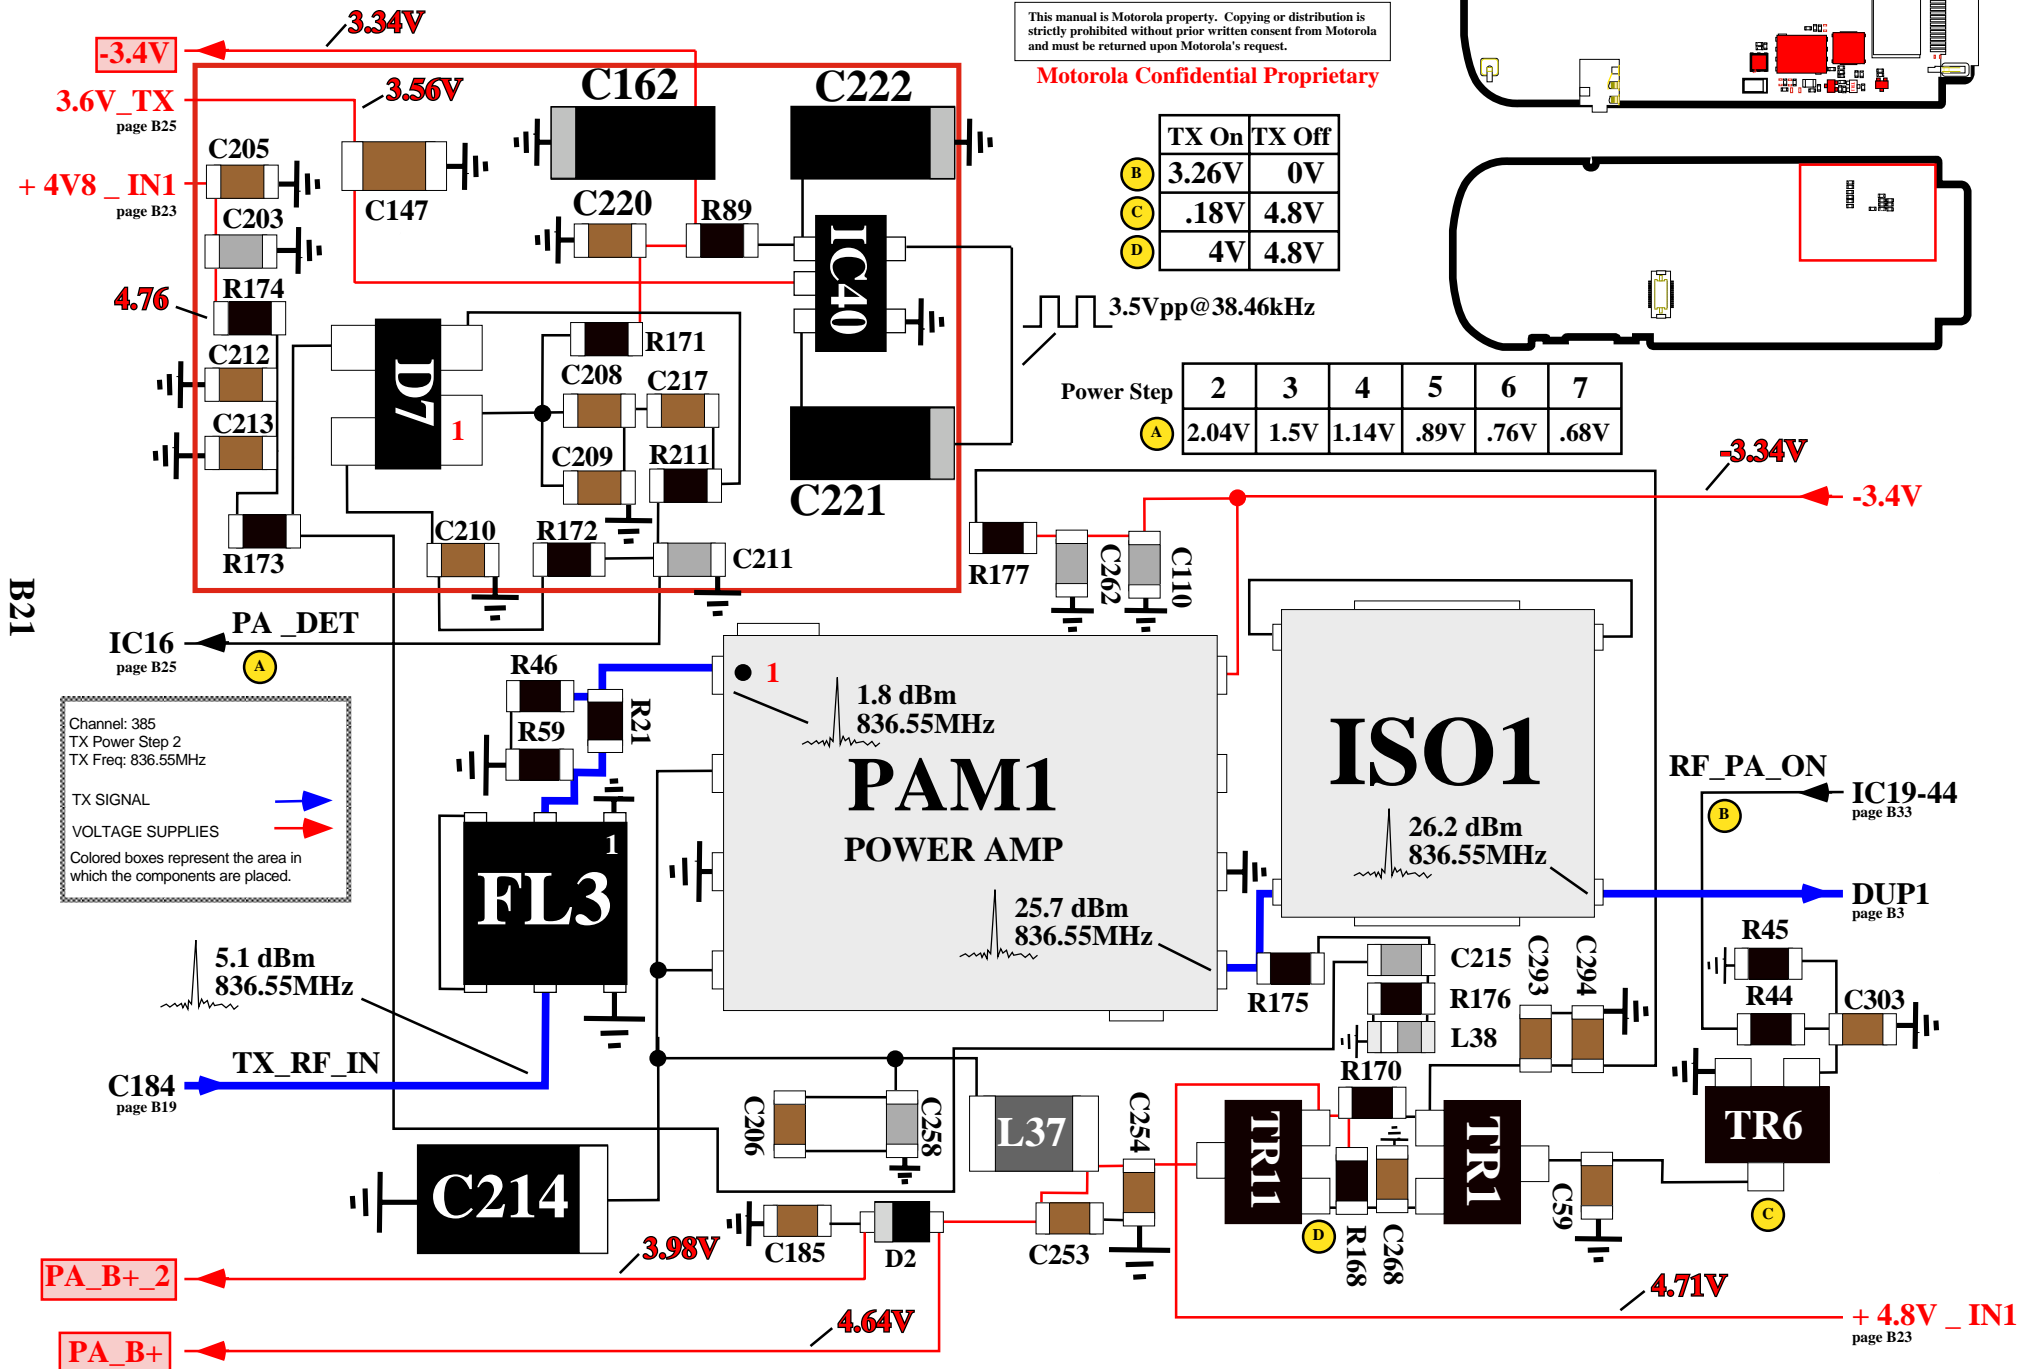 This manual is Motorola property. Copying or distribution is
strictly prohibited without prior written consent from Motorola
and must be returned upon Motorola's request.
Motorola Confidential Proprietary
3.34V
-3.4V
3.6V_TX
page B25
3.56V
C162
C222
C205
+ 4V8 _ IN1
page B23
C147
C203
C220
R89
IC40
4.76
R174
R171
C212
D7
1
C208
C217
C213
C209
R211
C221
R173
C210
R172
C211
TX On
TX Off
B
3.26V
0V
C
.18V
4.8V
D
4V
4.8V
3.5Vpp@38.46kHz
Power Step
2
3
4
5
6
7
A
2.04V
1.5V
1.14V
.89V
.76V
.68V
-3.34V
-3.4V
R177
C262
C110
B21
IC16
page B25
PA _DET
A
Channel: 385
TX Power Step 2
TX Freq: 836.55MHz
TX SIGNAL
VOLTAGE SUPPLIES
Colored boxes represent the area in
which the components are placed.
R46
R59
R21
1
FL3
1
1.8 dBm
836.55MHz
PAM1
POWER AMP
25.7 dBm
836.55MHz
ISO1
26.2 dBm
836.55MHz
RF_PA_ON
B
IC19-44
page B33
DUP1
page B3
5.1 dBm
836.55MHz
TX_RF_IN
C184
page B19
R175
C215
R176
L38
C293
C294
R45
R44
C303
R170
TR6
C206
C258
L37
C254
TR11
TR1
C59
C
C214
C185
D2
C253
D
R168
C268
3.98V
PA_B+_2
4.64V
PA_B+
4.71V
+ 4.8V _ IN1
page B23